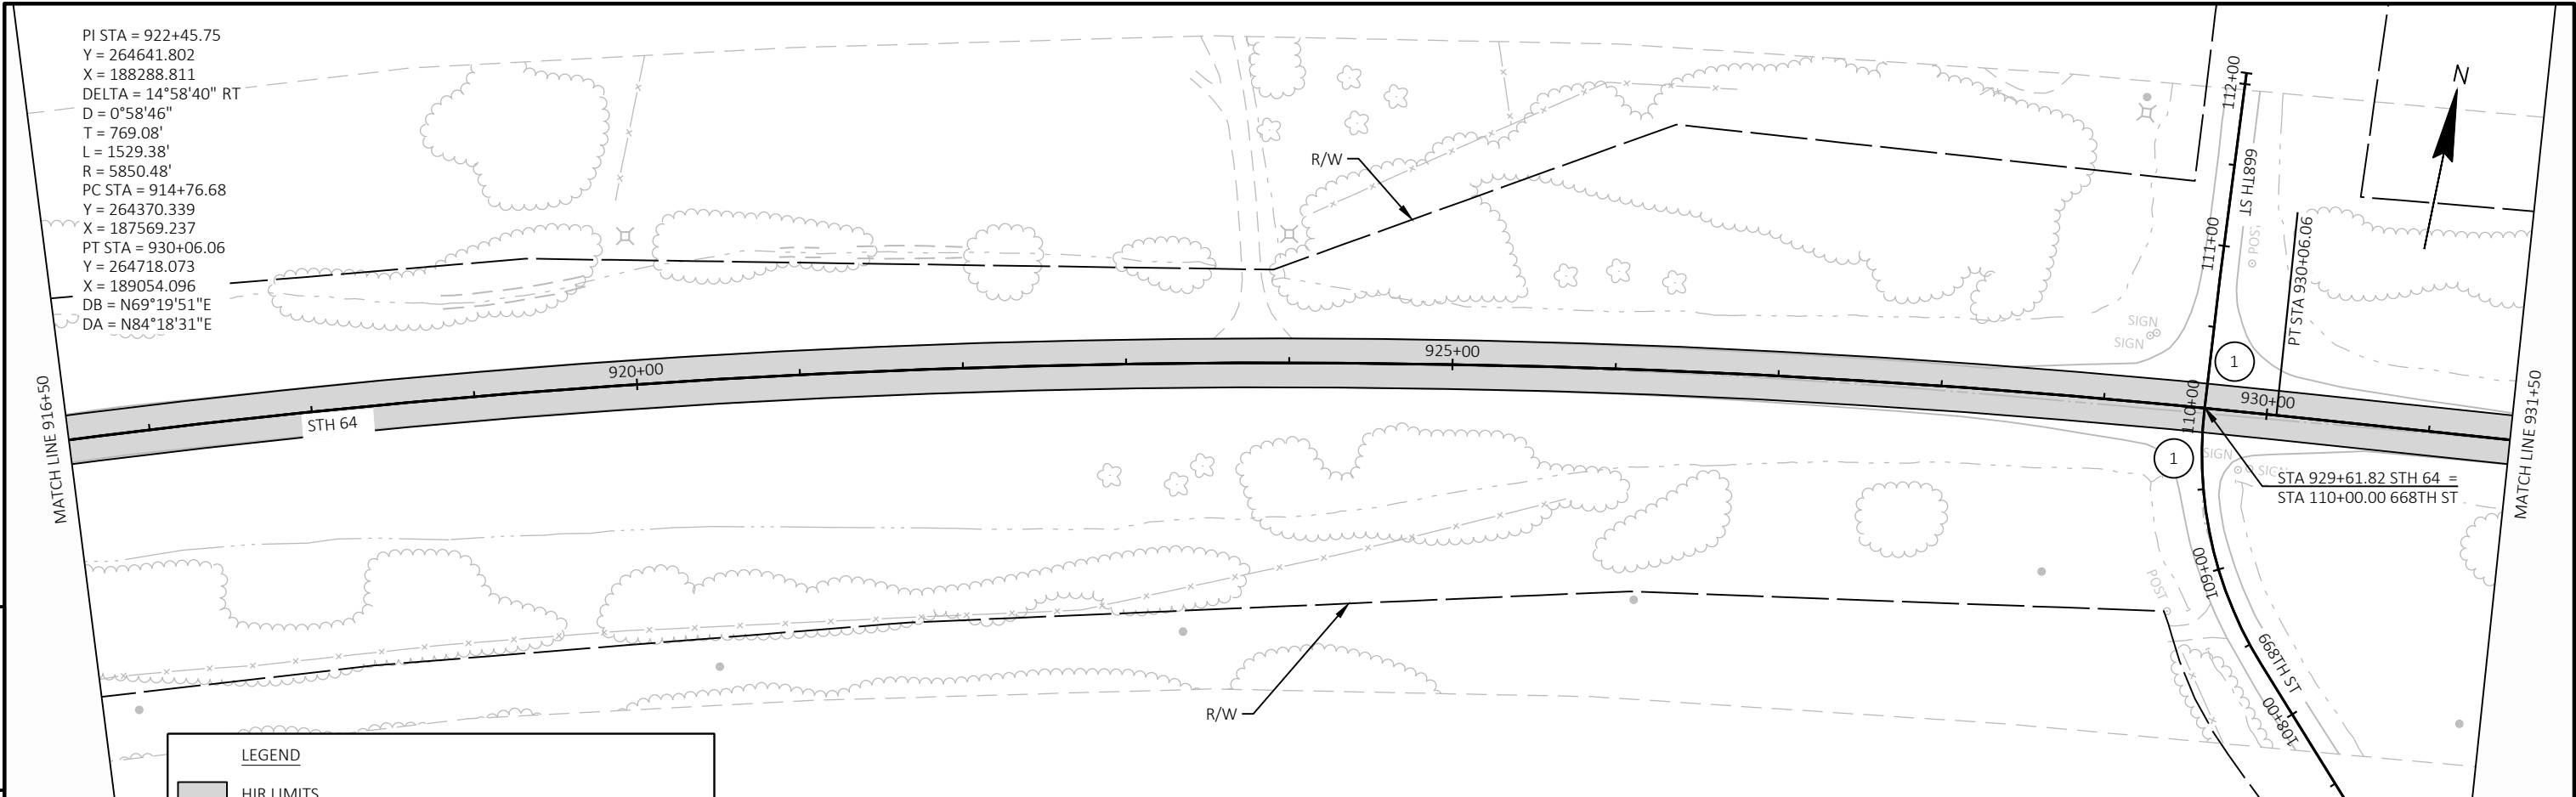 PI STA = 922+45.75
Y = 264641.802
X = 188288.811
DELTA = 14°58'40" RT
D = 0°58'46"
T = 769.08'
L = 1529.38'
R = 5850.48'
PC STA = 914+76.68
Y = 264370.339
X = 187569.237
PT STA = 930+06.06
Y = 264718.073
X = 189054.096
DB = N69°19'51"E
DA = N84°18'31"E
N
R/W
112+00
668TH ST
111+00
POST
PT STA 930+06.06
SIGN
SIGN
1
MATCH LINE 916+50
920+00
925+00
STH 64
110+00
930+00
MATCH LINE 931+50
1
SIGN
SIGN
STA 929+61.82 STH 64 =
STA 110+00.00 668TH ST
POST
109+00
668TH ST
108+00
R/W
LEGEND
HIR LIMITS